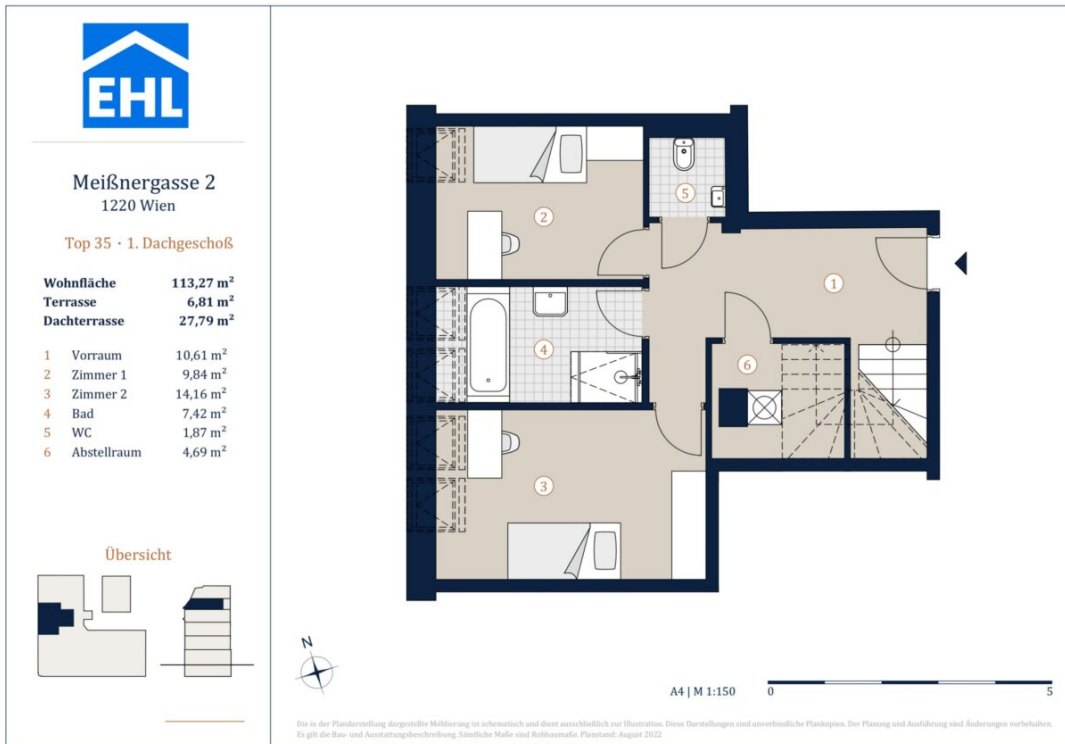 EHL
Meißnergasse 2
1220 Wien
Top 35 · 1. Dachgeschoß
Wohnfläche 113,27 m²
Terrasse 6,81 m²
Dachterrasse 27,79 m²
1 Vorraum 10,61 m²
2 Zimmer 1 9,84 m²
3 Zimmer 2 14,16 m²
4 Bad 7,42 m²
5 WC 1,87 m²
6 Abstellraum 4,69 m²
Übersicht
5
2
1
4
6
3
N
A4 | M 1:150 0 5
Die in der Plandarstellung dargestellte Möblierung ist schematisch und dient ausschließlich zur Illustration. Diese Darstellungen sind unverbindliche Plankopien. Der Planung und Ausführung sind Änderungen vorbehalten.
Es gilt die Bau- und Ausstattungsbeschreibung. Sämtliche Maße sind Rohbaumaße. Planstand: August 2022